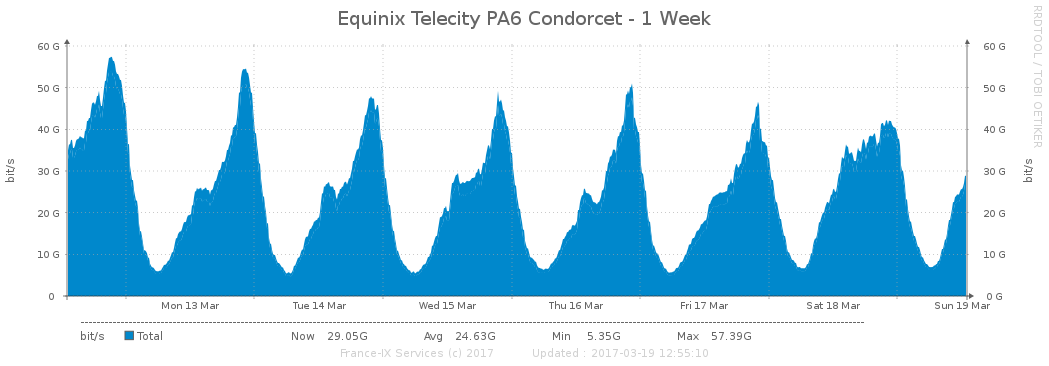 Equinix Telecity PA6 Condorcet - 1 Week
RRDTOOL / TOBI OETIKER
bit/s
60 G 60 G
50 G 50 G
40 G 40 G
30 G 30 G
20 G 20 G
10 G 10 G
0 0 G
bit/s
Mon 13 Mar Tue 14 Mar Wed 15 Mar Thu 16 Mar Fri 17 Mar Sat 18 Mar Sun 19 Mar
bit/s Total Now 29.05G Avg 24.63G Min 5.35G Max 57.39G
France-IX Services (c) 2017 Updated : 2017-03-19 12:55:10